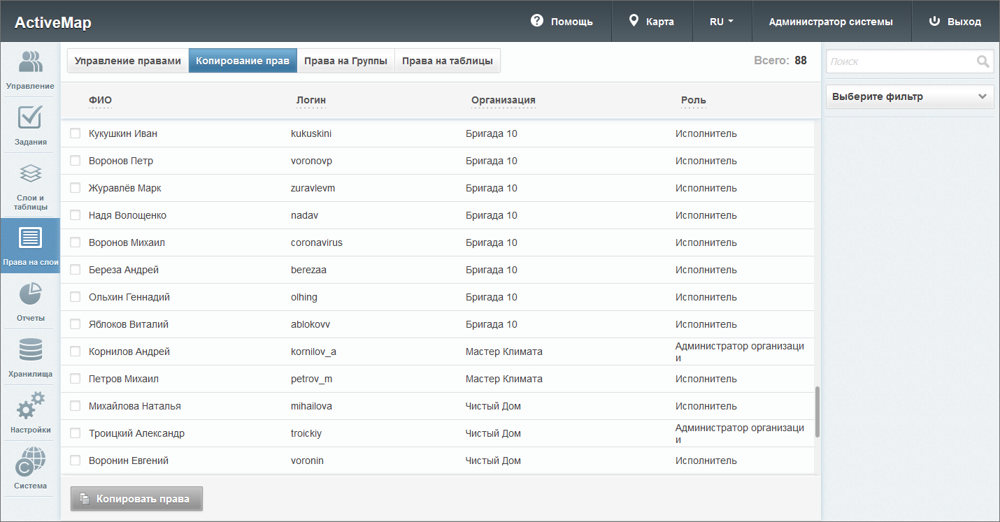 ActiveMap
Помощь Карта RU Администратор системы Выход
Управление правами Копирование прав Права на Группы Права на таблицы Всего: 88 Поиск
Выберите фильтр
Управление
Задания
Слои и
таблицы
Права на слои
Отчеты
Хранилища
Настройки
Система
ФИО Логин Организация Роль
Кукушкин Иван kukuskini Бригада 10 Исполнитель
Воронов Петр voronovp Бригада 10 Исполнитель
Журавлёв Марк zuravlevm Бригада 10 Исполнитель
Надя Волощенко nadav Бригада 10 Исполнитель
Воронов Михаил coronavirus Бригада 10 Исполнитель
Береза Андрей berezaa Бригада 10 Исполнитель
Ольхин Геннадий olhing Бригада 10 Исполнитель
Яблоков Виталий ablokovv Бригада 10 Исполнитель
Корнилов Андрей kornilov_a Мастер Климата Администратор организаци
и
Петров Михаил petrov_m Мастер Климата Исполнитель
Михайлова Наталья mihailova Чистый Дом Исполнитель
Троицкий Александр troickiy Чистый Дом Администратор организаци
и
Воронин Евгений voronin Чистый Дом Исполнитель
Копировать права